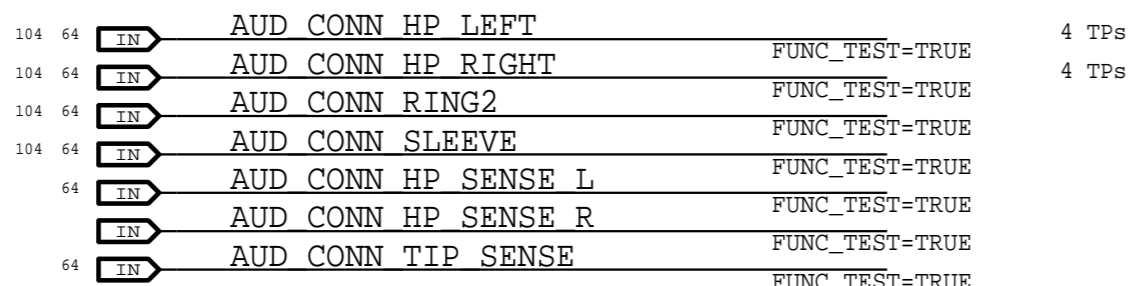 104 64 IN AUD_CONN_HP_LEFT FUNC_TEST=TRUE 4 TPs
104 64 IN AUD_CONN_HP_RIGHT FUNC_TEST=TRUE 4 TPs
104 64 IN AUD_CONN_RING2 FUNC_TEST=TRUE
104 64 IN AUD_CONN_SLEEVE FUNC_TEST=TRUE
64 IN AUD_CONN_HP_SENSE_L FUNC_TEST=TRUE
IN AUD_CONN_HP_SENSE_R FUNC_TEST=TRUE
64 IN AUD_CONN_TIP_SENSE FUNC_TEST=TRUE